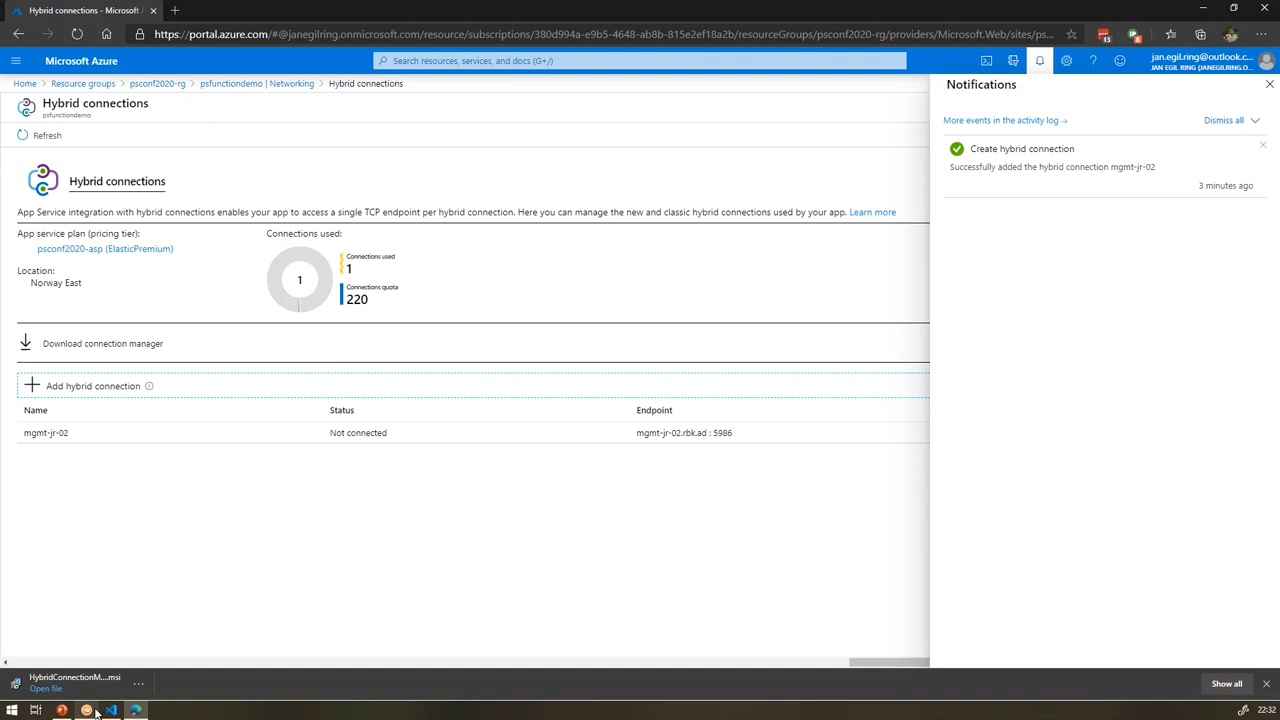 Hybrid connections - Microsoft
https://portal.azure.com/#@janegilring.onmicrosoft.com/resource/subscriptions/380d994a-e9b5-4648-ab8b-815e2ef18a2b/resourceGroups/psconf2020-rg/providers/Microsoft.Web/sites/ps...
13
8
Microsoft Azure
Search resources, services, and docs (G+/)
jan.egil.ring@outlook.c...
JAN EGIL RING (JANEGILRING.O...
Home > Resource groups > psconf2020-rg > psfunctiondemo | Networking > Hybrid connections
Hybrid connections
psfunctiondemo
Refresh
Hybrid connections
App Service integration with hybrid connections enables your app to access a single TCP endpoint per hybrid connection. Here you can manage the new and classic hybrid connections used by your app. Learn more
App service plan (pricing tier):
psconf2020-asp (ElasticPremium)
Location:
Norway East
Connections used:
1
Connections used
1
Connections quota
220
Download connection manager
Add hybrid connection
Name Status Endpoint
mgmt-jr-02 Not connected mgmt-jr-02.rbk.ad : 5986
Notifications
More events in the activity log →
Dismiss all
Create hybrid connection
Successfully added the hybrid connection mgmt-jr-02
3 minutes ago
HybridConnectionM....msi
Open file
Show all
22:32